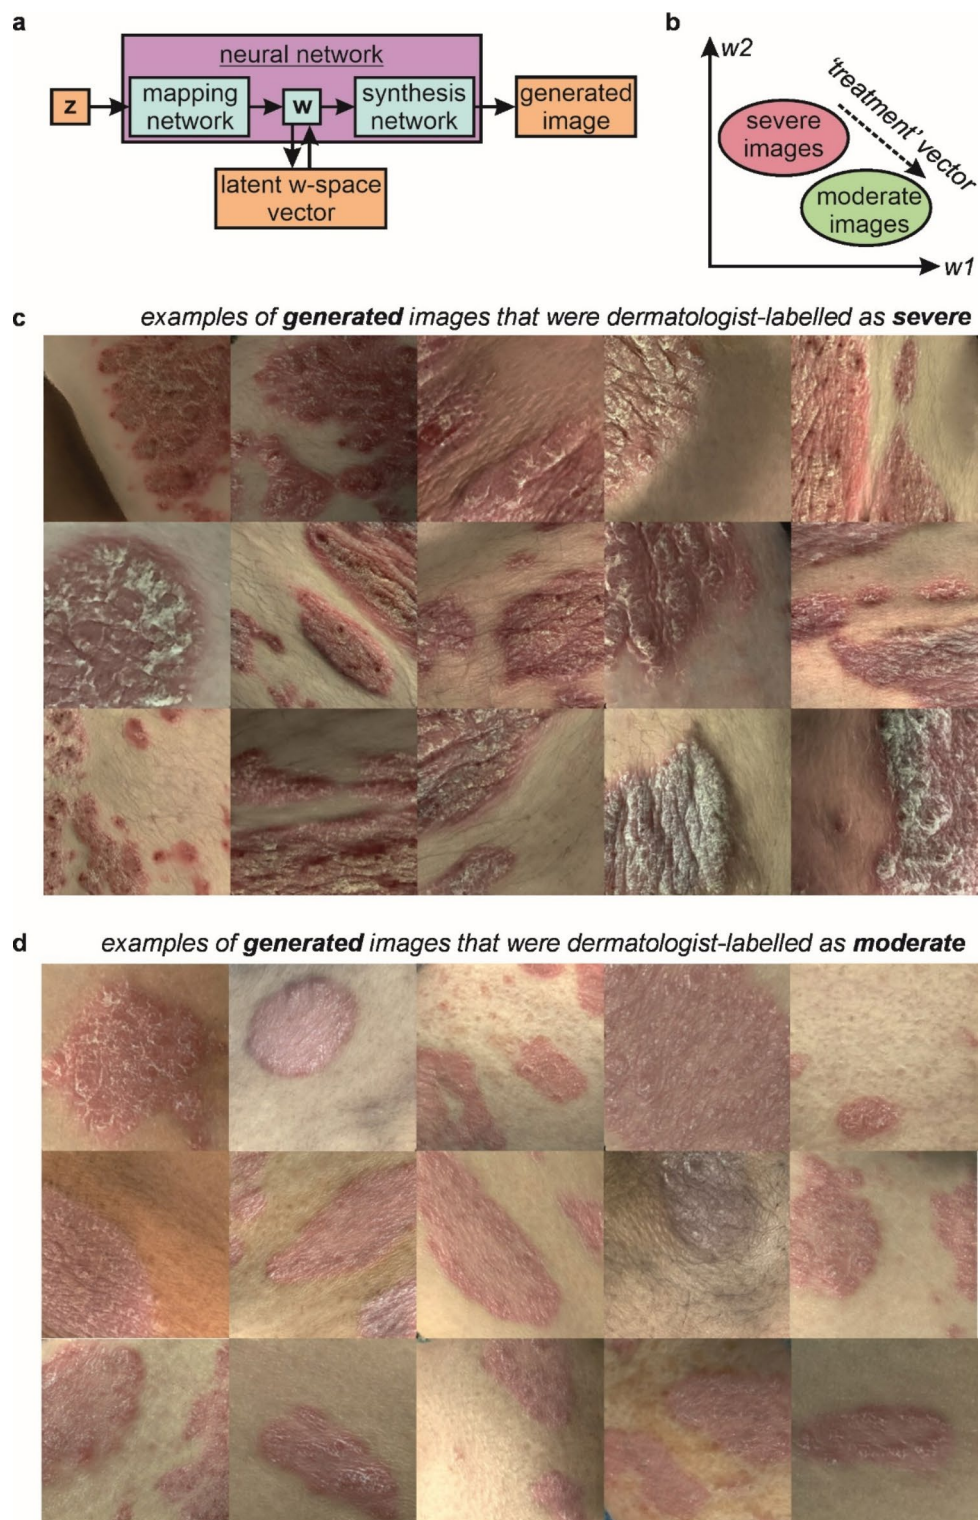 a
neural network
z
mapping
network
w
synthesis
network
generated
image
latent w-space
vector
b
w2
'treatment' vector
severe
images
moderate
images
w1
c
examples of generated images that were dermatologist-labelled as severe
d
examples of generated images that were dermatologist-labelled as moderate